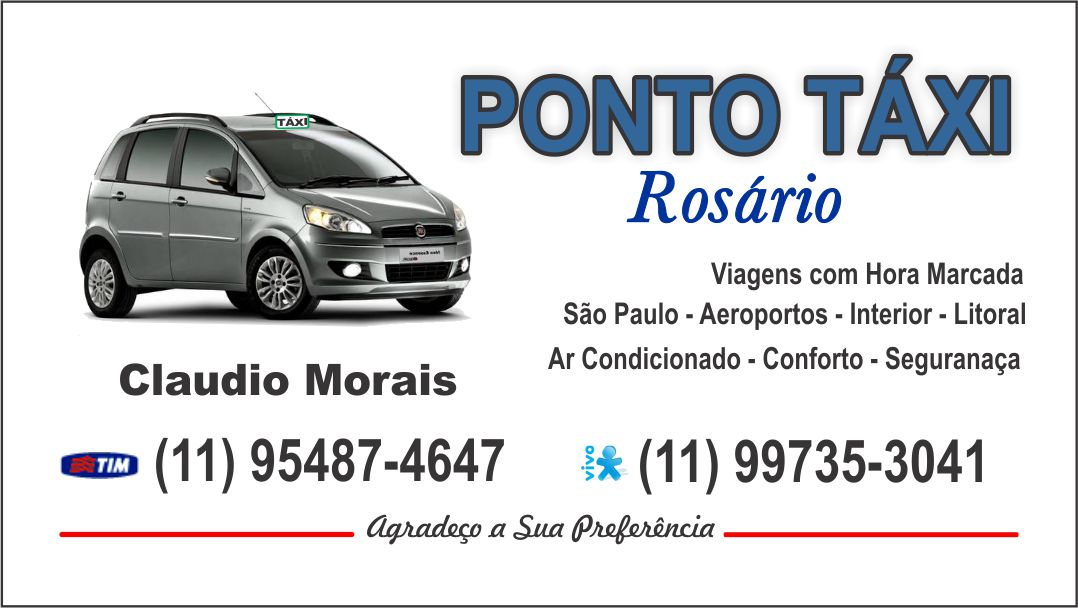 PONTO TÁXI
Rosário
TÁXI
Viagens com Hora Marcada
São Paulo - Aeroportos - Interior - Litoral
Ar Condicionado - Conforto - Seguranaça
Claudio Morais
TIM (11) 95487-4647
vivo (11) 99735-3041
Agradeço a Sua Preferência